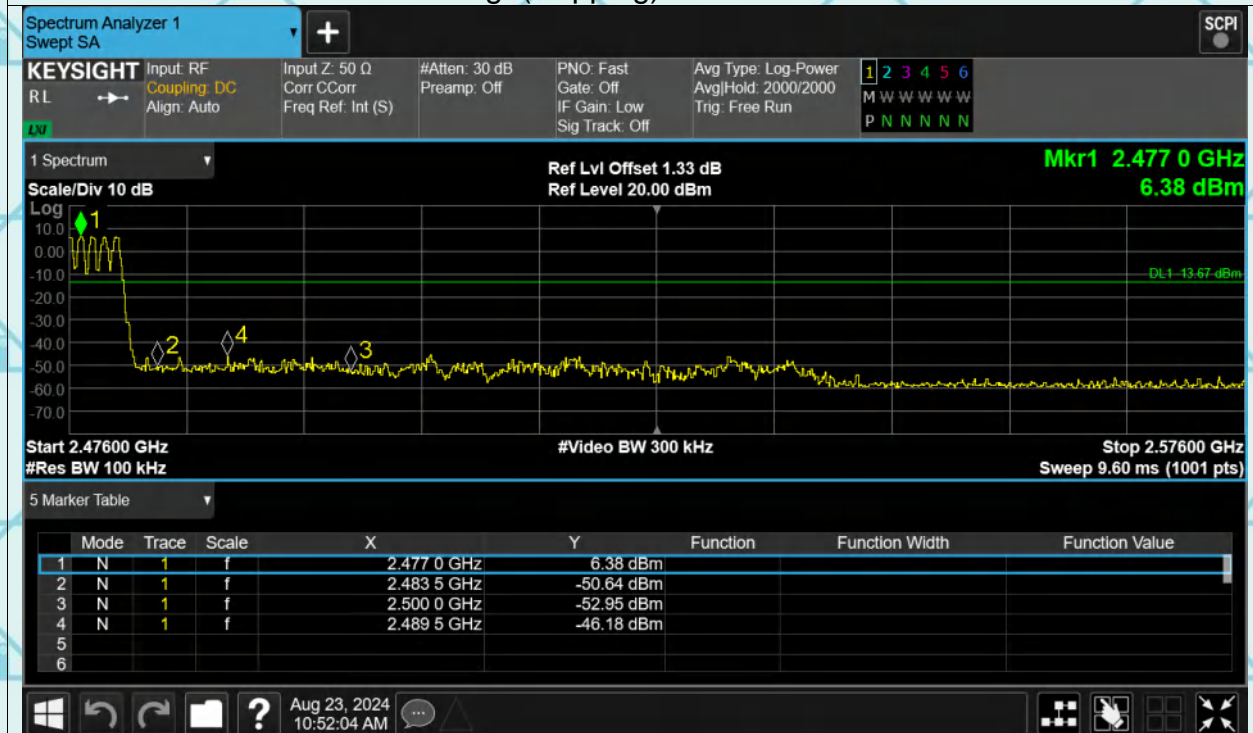 Spectrum Analyzer 1
Swept SA
+
SCPI
KEYSIGHT Input: RF Input Z: 50 Ω #Atten: 30 dB PNO: Fast Avg Type: Log-Power 1 2 3 4 5 6
RL Coupling: DC Corr CCorr Preamp: Off Gate: Off Avg|Hold: 2000/2000 M W W W W W
Align: Auto Freq Ref: Int (S) IF Gain: Low Trig: Free Run
LXI Sig Track: Off P N N N N N
1 Spectrum Ref Lvl Offset 1.33 dB Mkr1 2.477 0 GHz
Scale/Div 10 dB Ref Level 20.00 dBm 6.38 dBm
Log
1
10.0
0.00
-10.0
DL1 -13.67 dBm
-20.0
-30.0
-40.0
2 4 3
-50.0
-60.0
-70.0
Start 2.47600 GHz #Video BW 300 kHz Stop 2.57600 GHz
#Res BW 100 kHz Sweep 9.60 ms (1001 pts)
5 Marker Table
Mode Trace Scale X Y Function Function Width Function Value
1 N 1 f 2.477 0 GHz 6.38 dBm
2 N 1 f 2.483 5 GHz -50.64 dBm
3 N 1 f 2.500 0 GHz -52.95 dBm
4 N 1 f 2.489 5 GHz -46.18 dBm
5
6
? Aug 23, 2024
10:52:04 AM